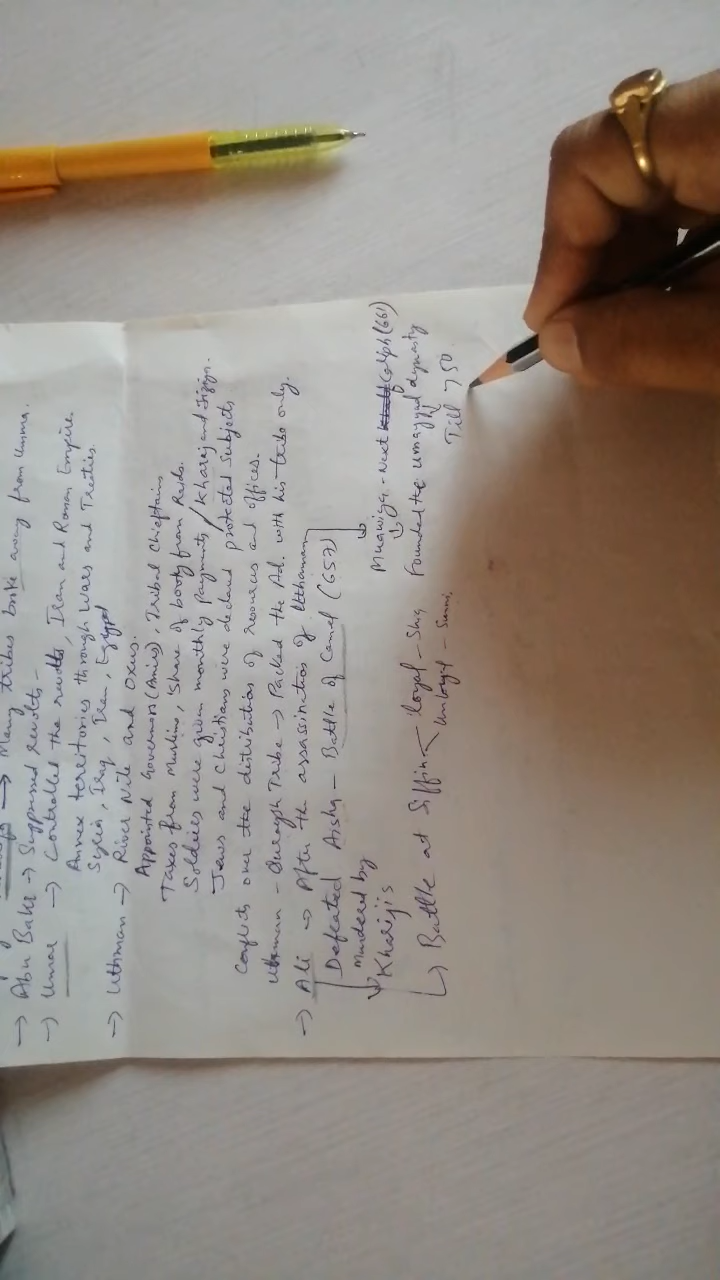 → Many tribes broke away from Umma.
→ Abu Bakr → Suppressed revolts -
→ Umar → Controlled the revolts, Iran and Roman Empire.
Annex territories through Wars and Treaties
Syria, Iraq, Iran, Egypt
→ Uthman → River Nile and Oxus.
Appointed Governors (Amirs), Tribal Chieftains
Taxes from Muslims, Share of booty from Raids.
Soldiers were given monthly Payments / Kharaj and Jizya.
Jews and Christians were declard protected subjects
Conflicts over the distribution of resources and offices.
Uthman - Quraysh Tribe → Packed the Ad. with his tribe only.
→ Ali → After the assassination of Uthaman
Defeated Aisha - Battle of Camel (657)
Murdered by
Kharjis
Muawiya - Next Caliph (661)
Founded the umayyad dynasty
Till 750.
↳ Battle at Siffin
loyal - Shia
Unloyal - Sunni,